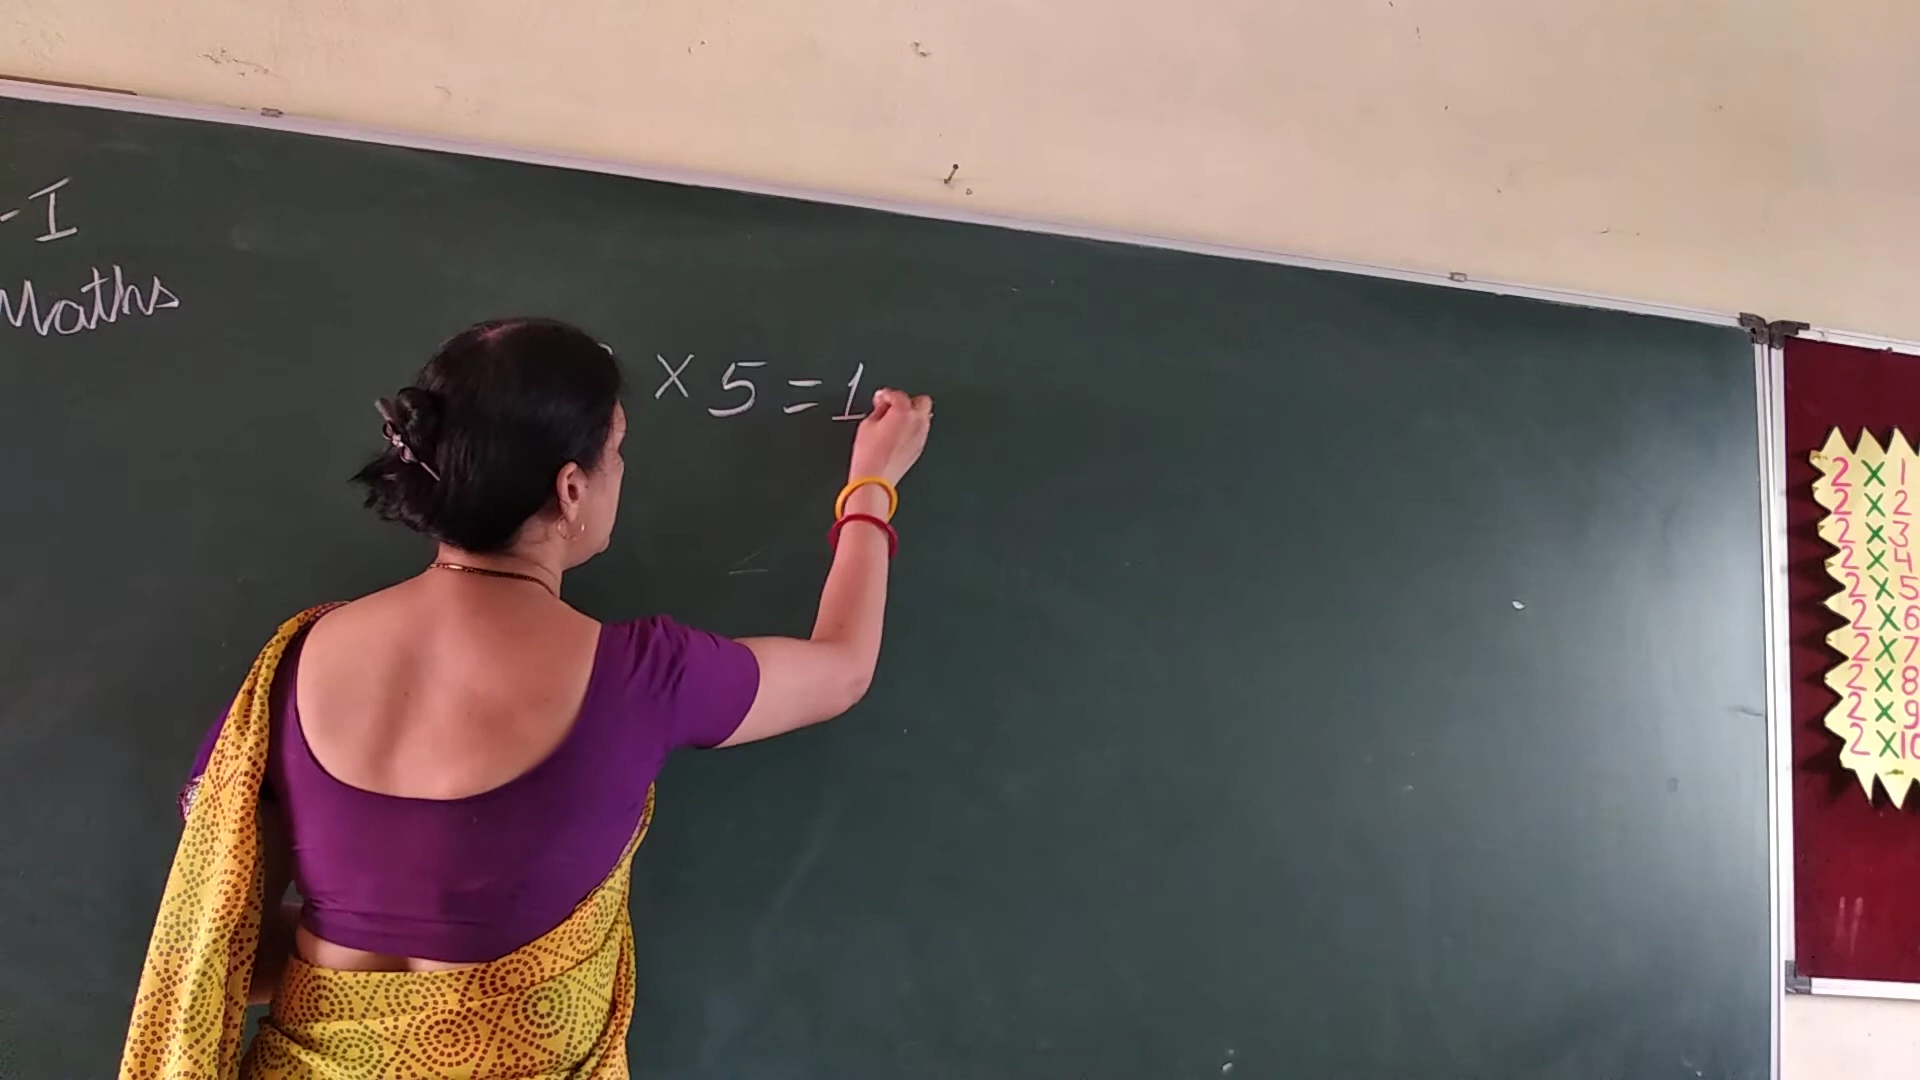 -I
Maths
× 5 = 1
2 × 1
2 × 2
2 × 3
2 × 4
2 × 5
2 × 6
2 × 7
2 × 8
2 × 9
2 × 10